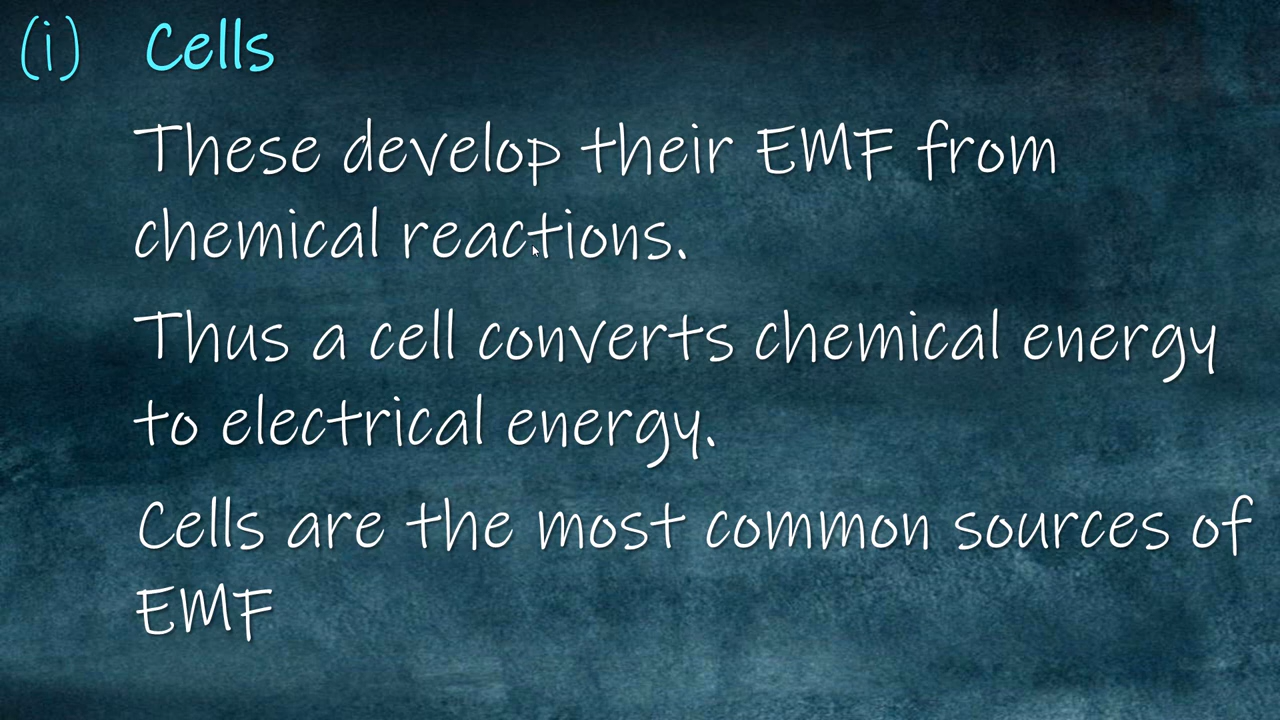 (i) Cells
These develop their EMF from
chemical reactions.
Thus a cell converts chemical energy
to electrical energy.
Cells are the most common sources of
EMF